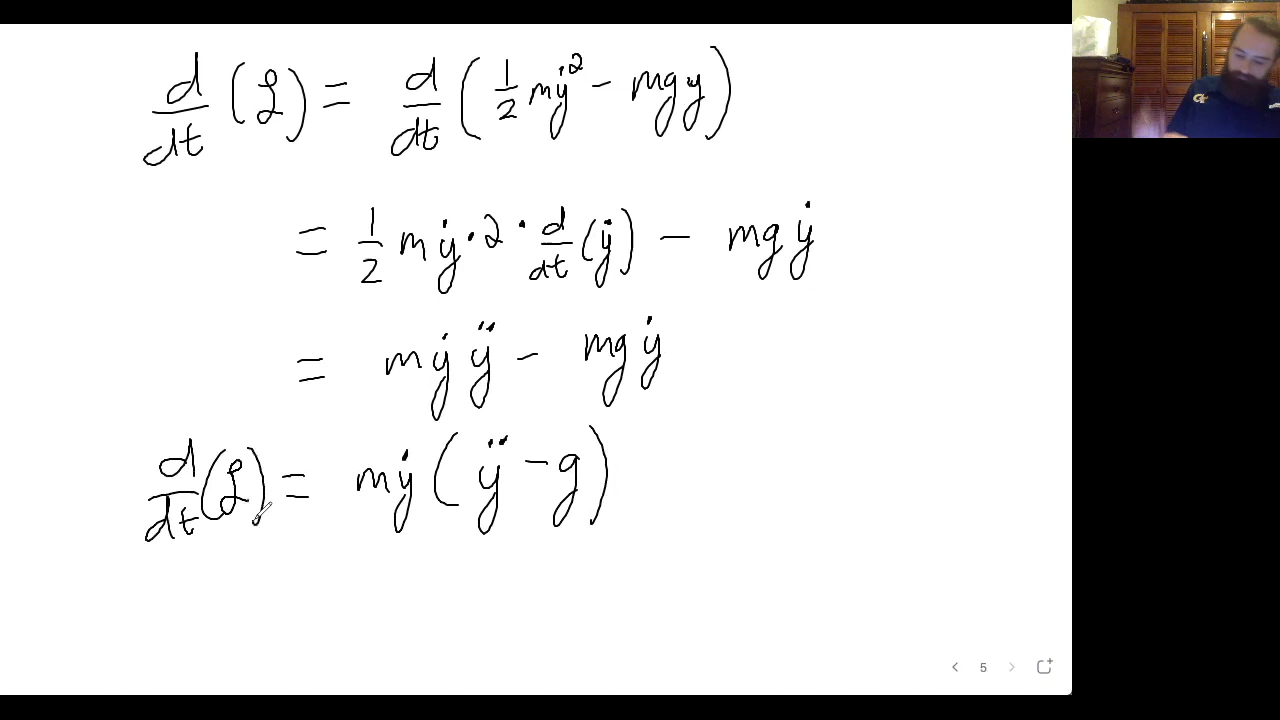 d/dt (ℒ) = d/dt (1/2 mẏ² − mgy)
= 1/2 mẏ · 2 · d/dt (ẏ) − mgẏ
= mẏÿ − mgẏ
d/dt (ℒ) = mẏ (ÿ − g)
5